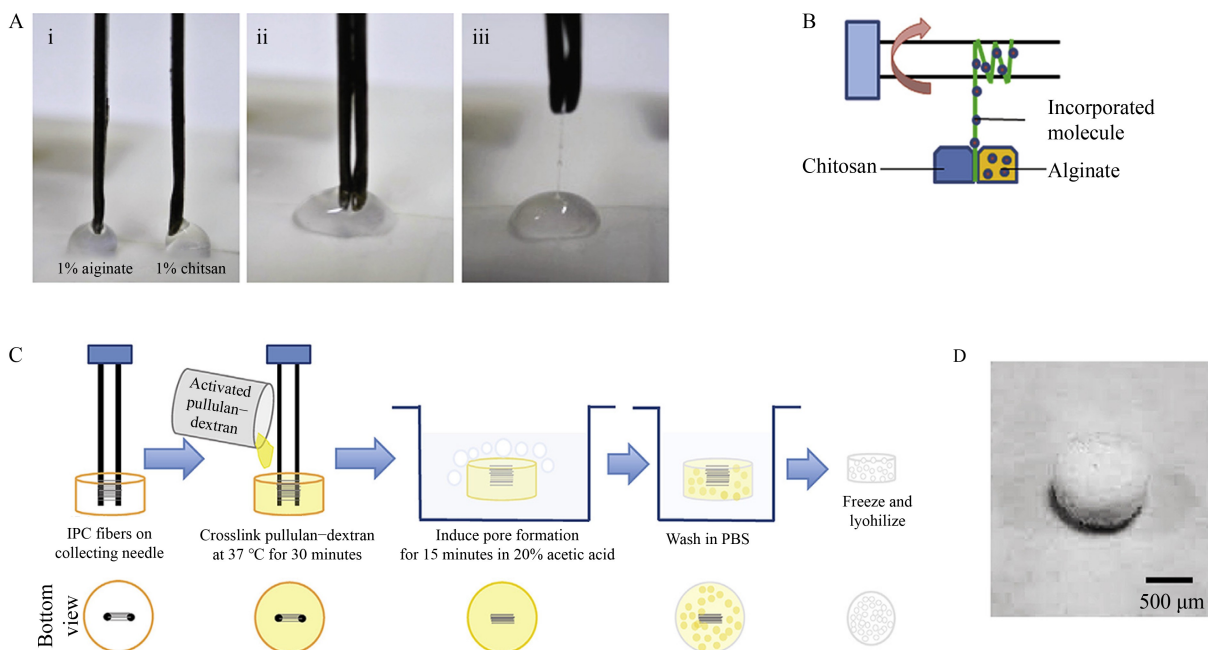 A
i
ii
iii
1% aiginate
1% chitsan
B
Incorporated
molecule
Chitosan
Alginate
C
Activated
pullulan−
dextran
IPC fibers on
collecting needle
Crosslink pullulan−dextran
at 37 °C for 30 minutes
Induce pore formation
for 15 minutes in 20% acetic acid
Wash in PBS
Freeze and
lyohilize
Bottom
view
D
500 μm